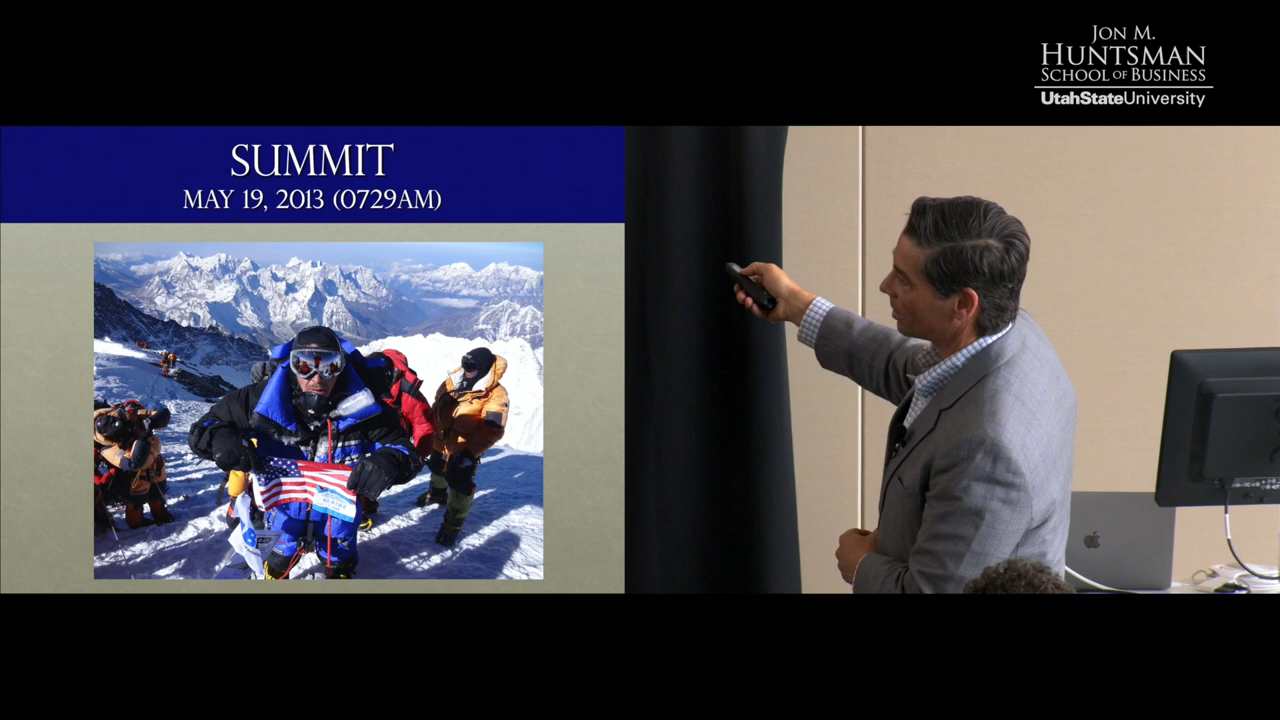 JON M.
HUNTSMAN
SCHOOL OF BUSINESS
UtahStateUniversity
SUMMIT
MAY 19, 2013 (0729AM)